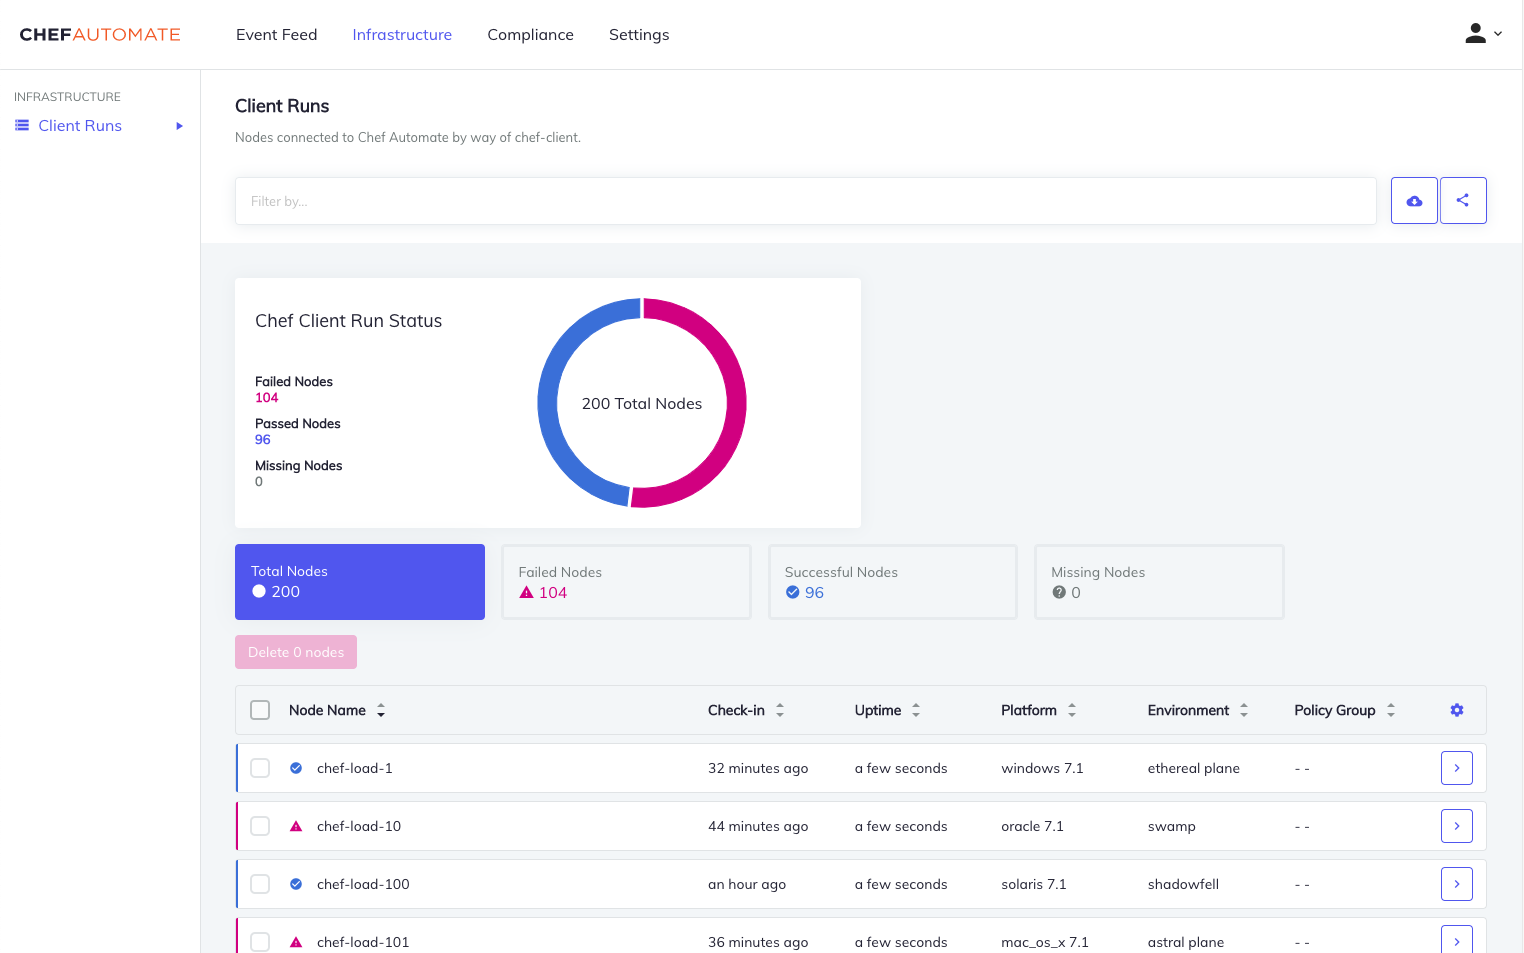 CHEFAUTOMATE Event Feed Infrastructure Compliance Settings
INFRASTRUCTURE
Client Runs
Client Runs
Nodes connected to Chef Automate by way of chef-client.
Filter by...
Chef Client Run Status
Failed Nodes
104
Passed Nodes
96
Missing Nodes
0
200 Total Nodes
Total Nodes
200
Failed Nodes
104
Successful Nodes
96
Missing Nodes
0
Delete 0 nodes
Node Name Check-in Uptime Platform Environment Policy Group
chef-load-1 32 minutes ago a few seconds windows 7.1 ethereal plane - -
chef-load-10 44 minutes ago a few seconds oracle 7.1 swamp - -
chef-load-100 an hour ago a few seconds solaris 7.1 shadowfell - -
chef-load-101 36 minutes ago a few seconds mac_os_x 7.1 astral plane - -